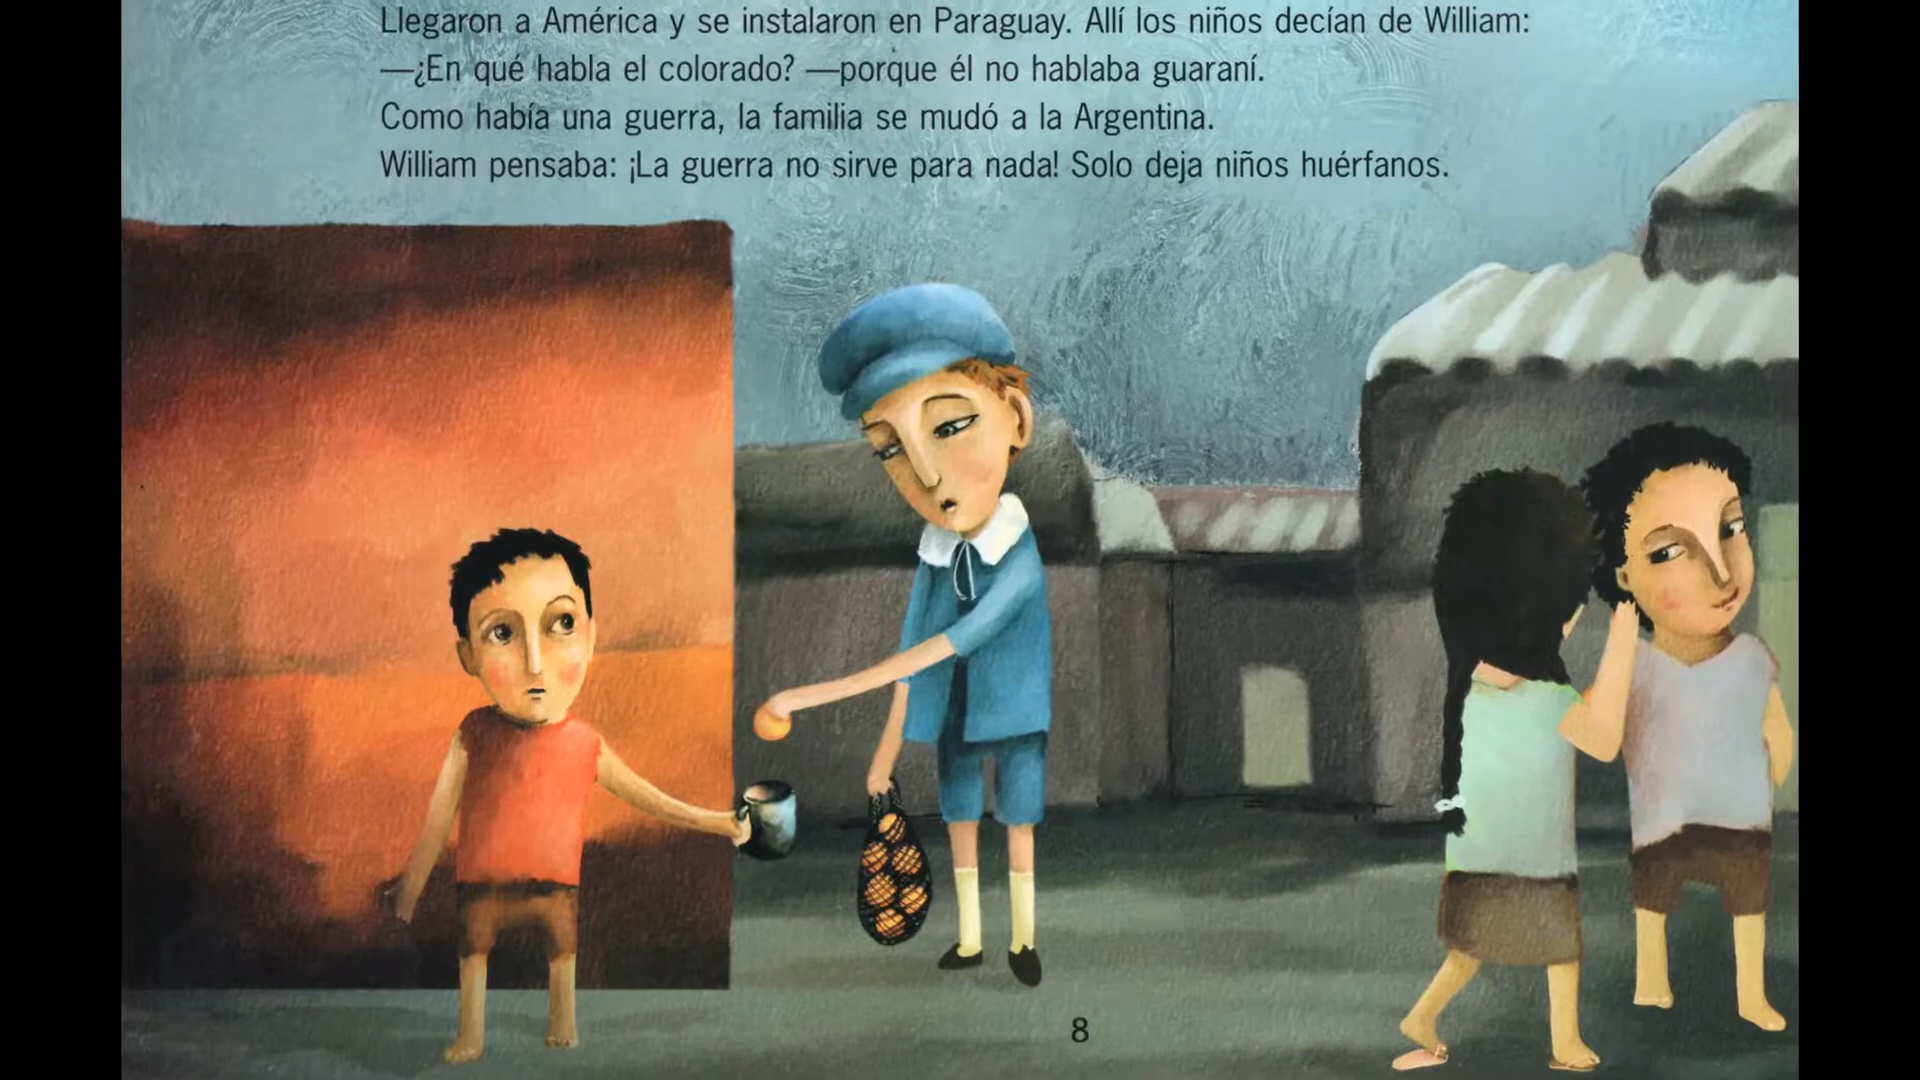 Llegaron a América y se instalaron en Paraguay. Allí los niños decían de William:
—¿En qué habla el colorado? —porque él no hablaba guaraní.
Como había una guerra, la familia se mudó a la Argentina.
William pensaba: ¡La guerra no sirve para nada! Solo deja niños huérfanos.
8